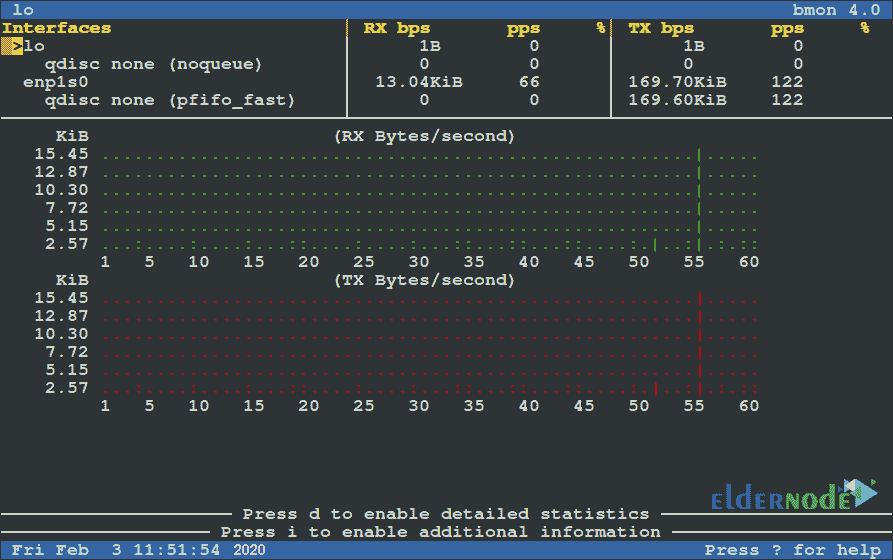 lo bmon 4.0
Interfaces RX bps pps % TX bps pps %
>lo 1B 0 1B 0
qdisc none (noqueue) 0 0 0 0
enp1s0 13.04KiB 66 169.70KiB 122
qdisc none (pfifo_fast) 0 0 169.60KiB 122
KiB (RX Bytes/second)
15.45
12.87
10.30
7.72
5.15
2.57
1 5 10 15 20 25 30 35 40 45 50 55 60
KiB (TX Bytes/second)
15.45
12.87
10.30
7.72
5.15
2.57
1 5 10 15 20 25 30 35 40 45 50 55 60
elderNODE
Press d to enable detailed statistics
Press i to enable additional information
Fri Feb 3 11:51:54 2020 Press ? for help